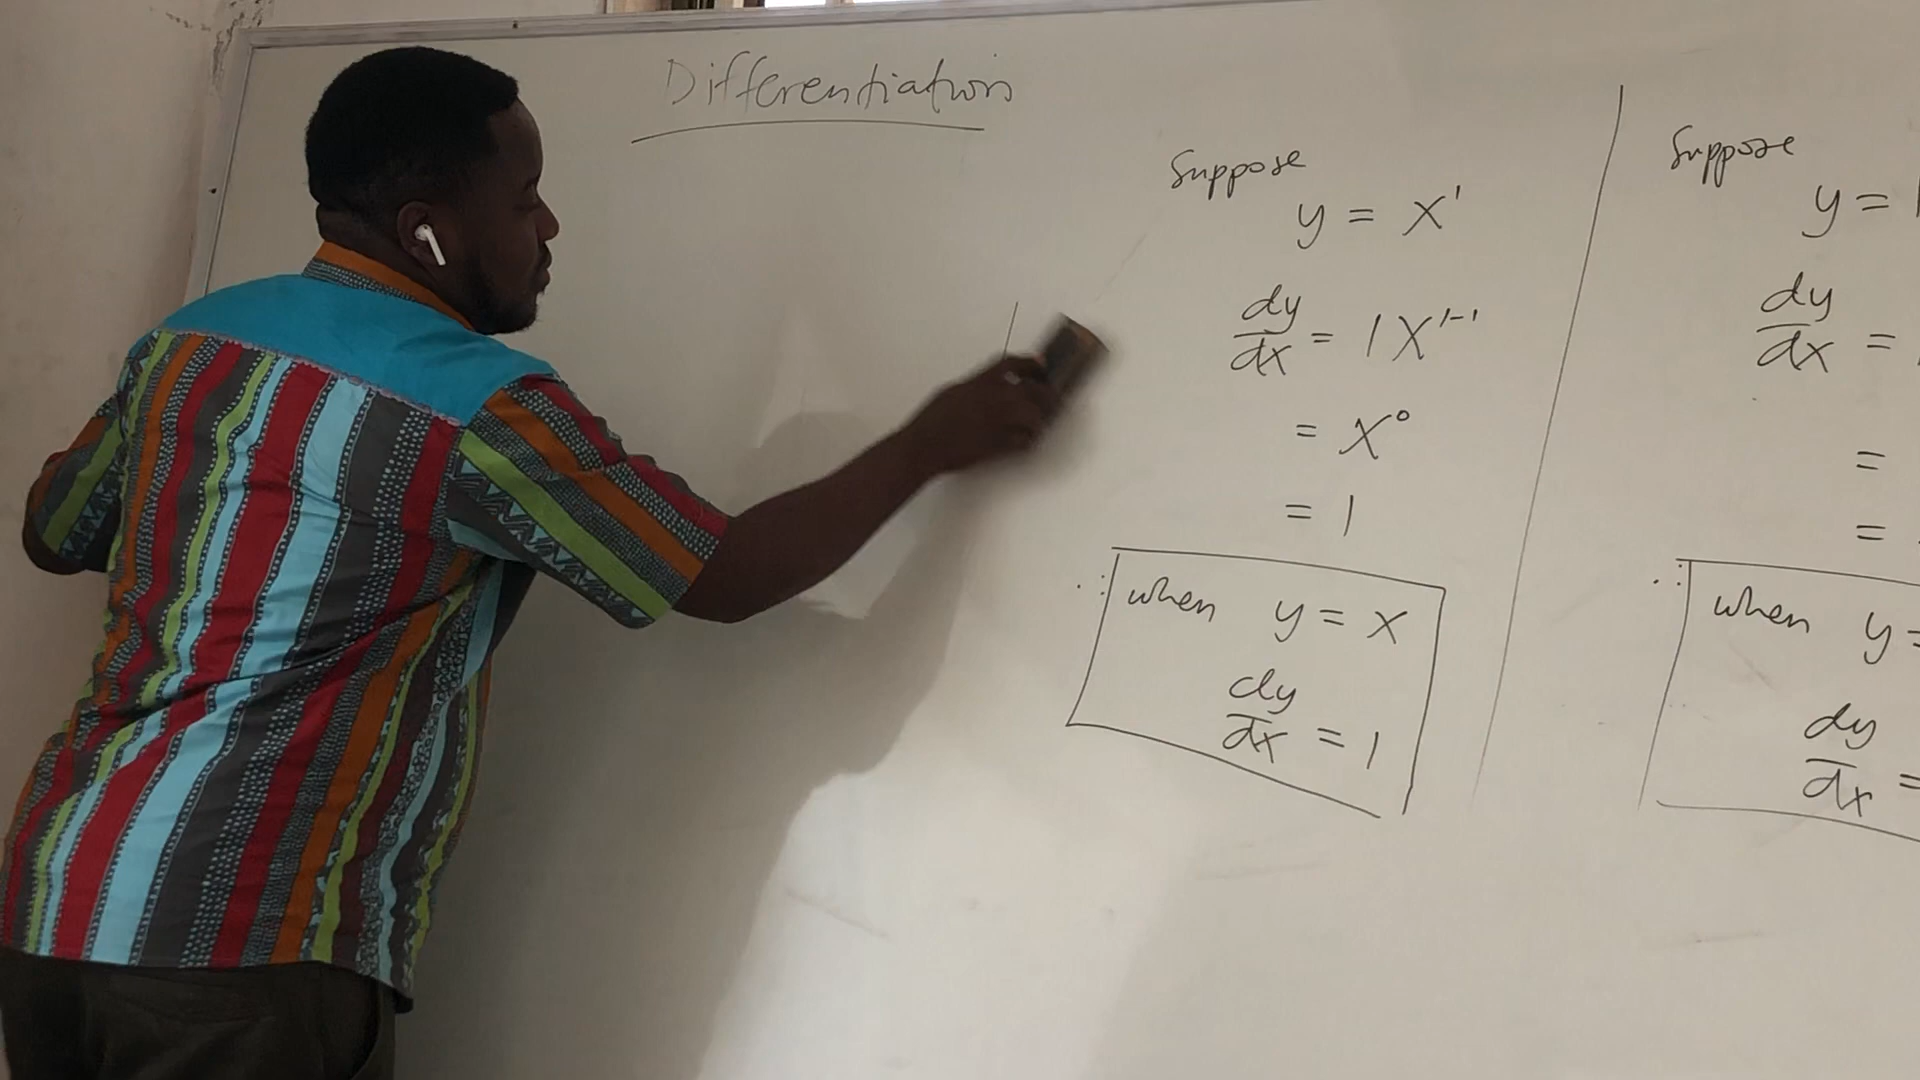 Differentiation
Suppose
y = x¹
dy/dx = 1x¹⁻¹
= x⁰
= 1
∴ when y = x
dy/dx = 1
Suppose
y =
dy/dx =
=
=
∴ when y =
dy/dx =